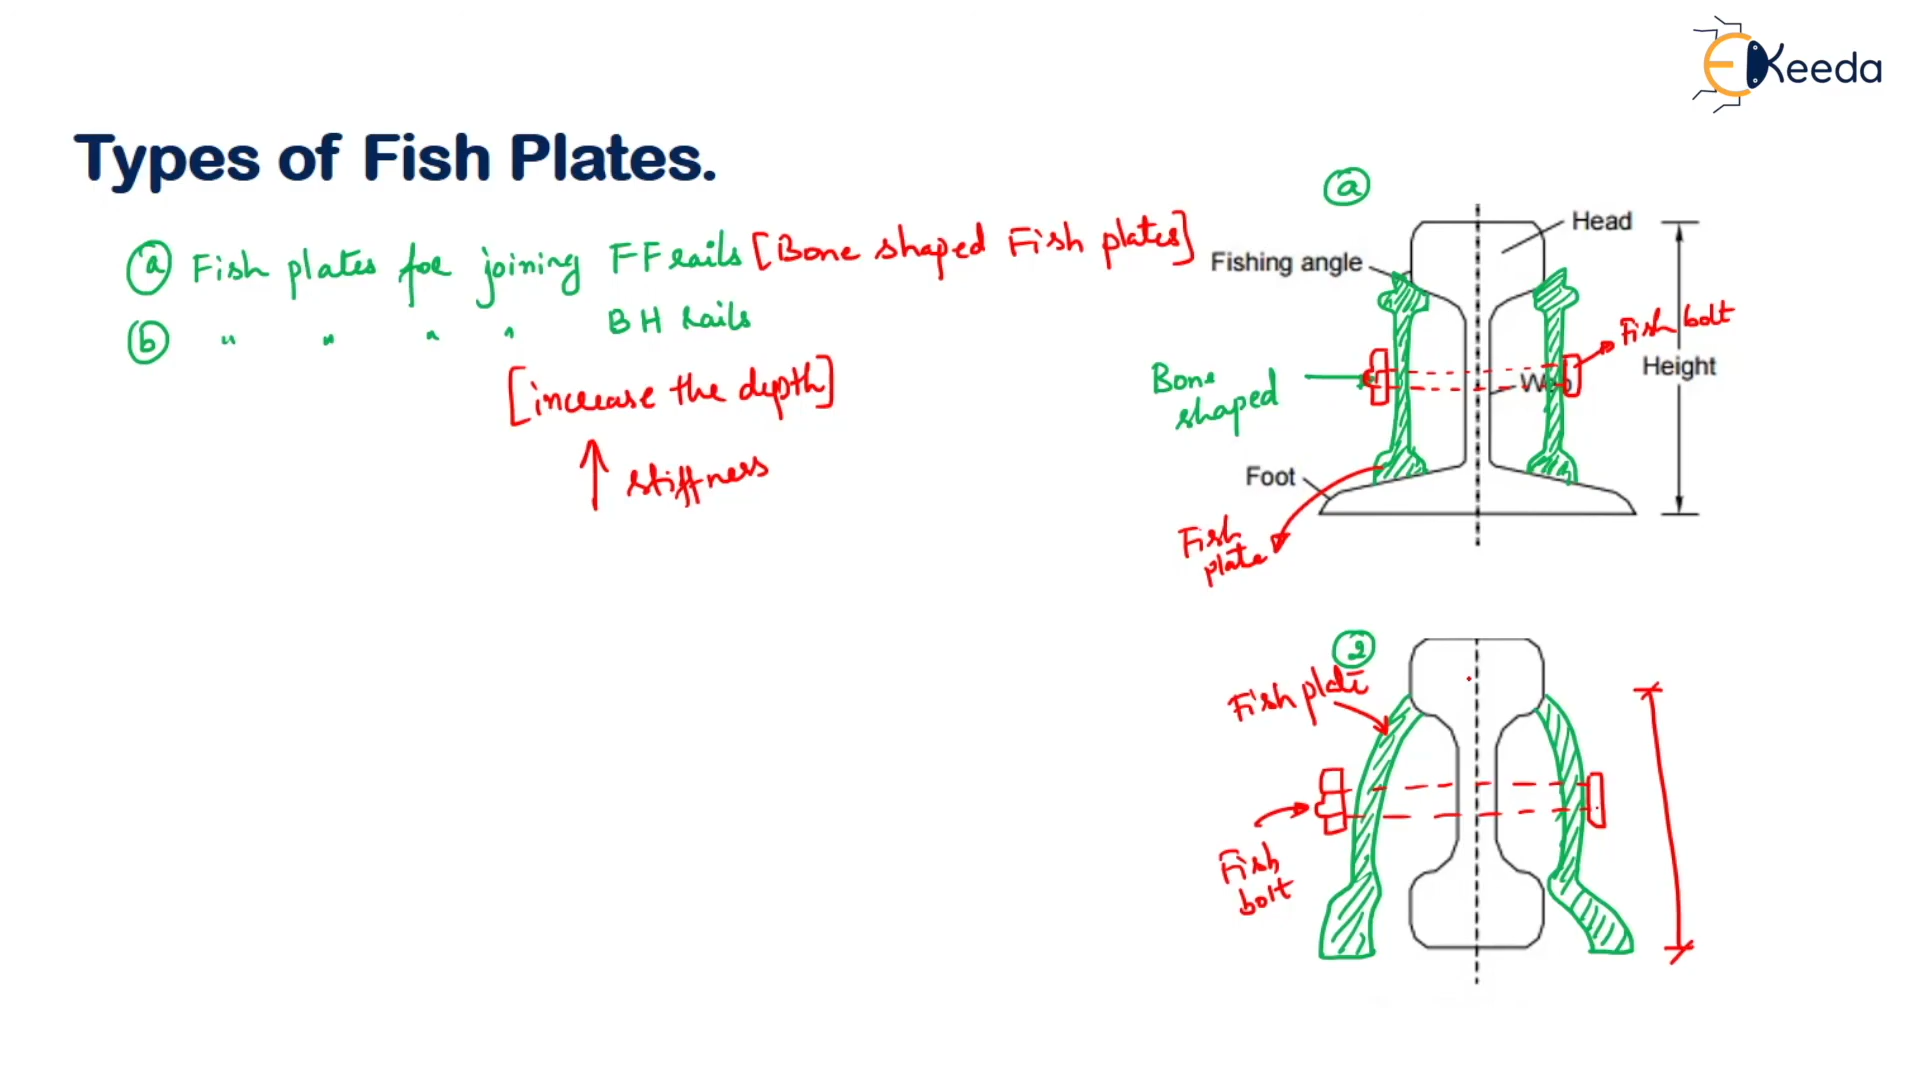 Keeda
Types of Fish Plates.
(a) Fish plates for joining FF rails [Bone shaped Fish plates]
(b) " " " " BH rails
[increase the depth]
↑ stiffness
(a)
Head
Fishing angle
Fish bolt
Height
Web
Bone
shaped
Foot
Fish
plate
(2)
Fish plate
Fish
bolt